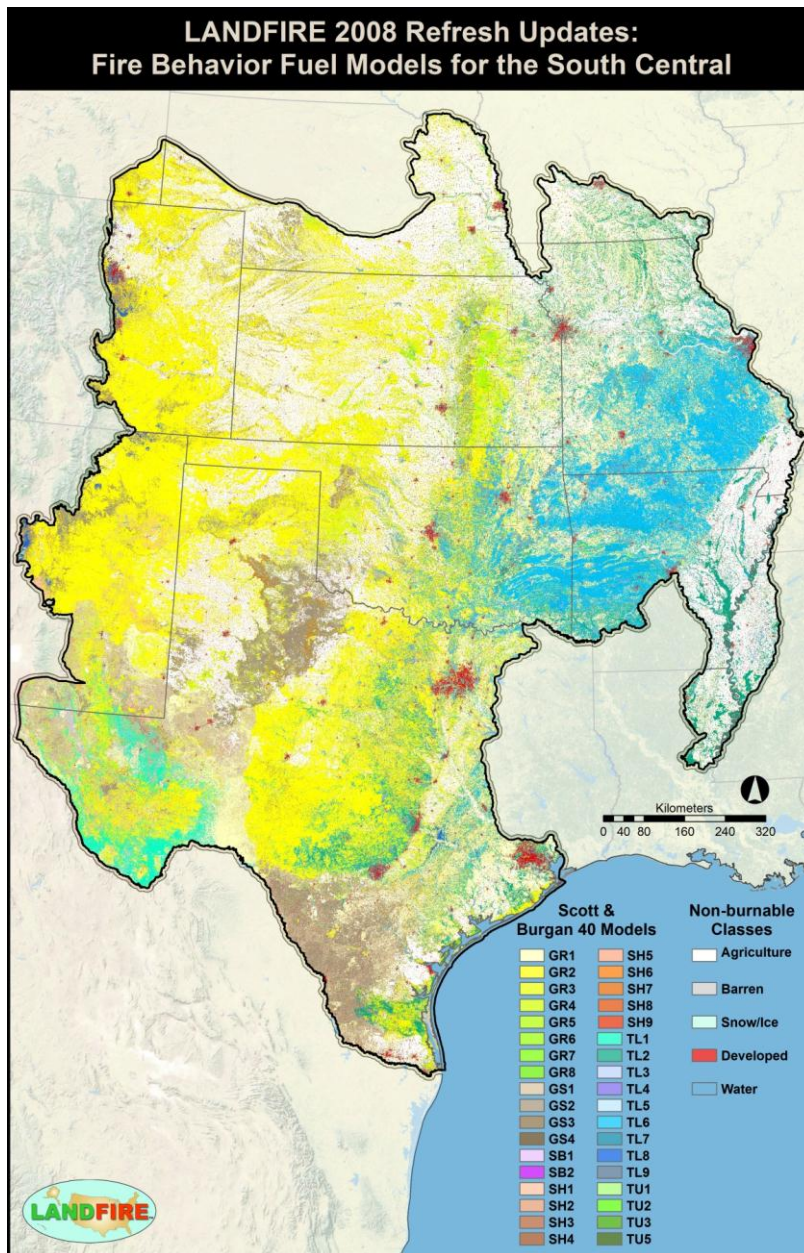 LANDFIRE 2008 Refresh Updates:
Fire Behavior Fuel Models for the South Central
Kilometers
0 40 80 160 240 320
Scott &
Burgan 40 Models
GR1
GR2
GR3
GR4
GR5
GR6
GR7
GR8
GS1
GS2
GS3
GS4
SB1
SB2
SH1
SH2
SH3
SH4
SH5
SH6
SH7
SH8
SH9
TL1
TL2
TL3
TL4
TL5
TL6
TL7
TL8
TL9
TU1
TU2
TU3
TU5
Non-burnable
Classes
Agriculture
Barren
Snow/Ice
Developed
Water
LANDFIRE